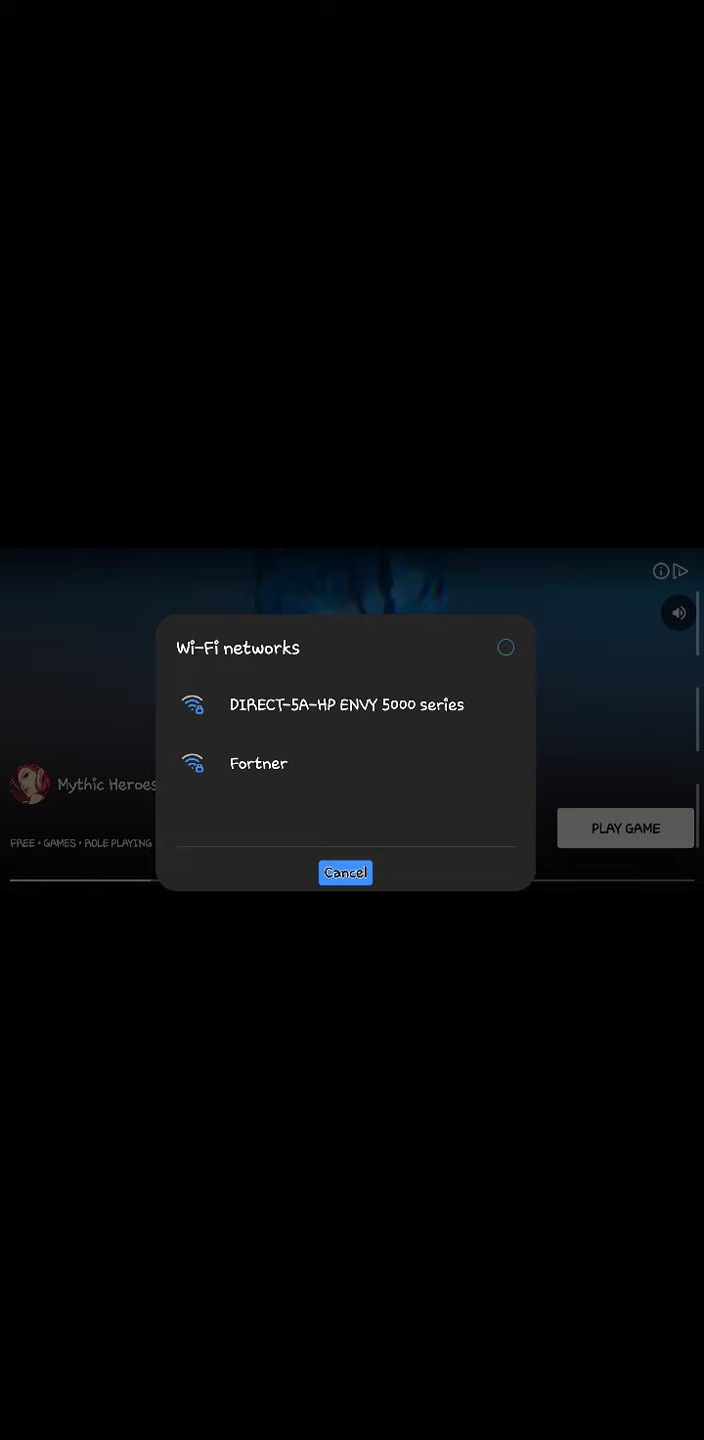 Wi-Fi networks
DIRECT-5A-HP ENVY 5000 series
Fortner
Mythic Heroes
FREE • GAMES • ROLE PLAYING
PLAY GAME
Cancel